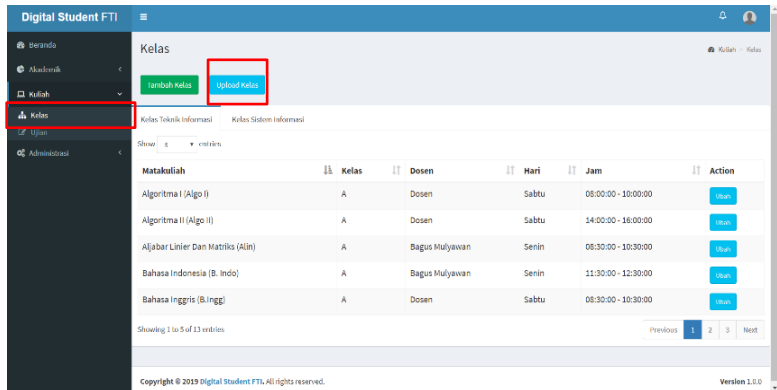 Digital Student FTI
Beranda
Akademik
Kuliah
Kelas
Ujian
Administrasi
Kelas
Kuliah > Kelas
Tambah Kelas
Upload Kelas
Kelas Teknik Informasi Kelas Sistem Informasi
Show 5 entries
Matakuliah Kelas Dosen Hari Jam Action
Algoritma I (Algo I) A Dosen Sabtu 08:00:00 - 10:00:00 Ubah
Algoritma II (Algo II) A Dosen Sabtu 14:00:00 - 16:00:00 Ubah
Aljabar Linier Dan Matriks (Alin) A Bagus Mulyawan Senin 08:30:00 - 10:30:00 Ubah
Bahasa Indonesia (B. Indo) A Bagus Mulyawan Senin 11:30:00 - 12:30:00 Ubah
Bahasa Inggris (B.Ingg) A Dosen Sabtu 08:30:00 - 10:30:00 Ubah
Showing 1 to 5 of 13 entries
Previous 1 2 3 Next
Copyright © 2019 Digital Student FTI. All rights reserved.
Version 1.0.0